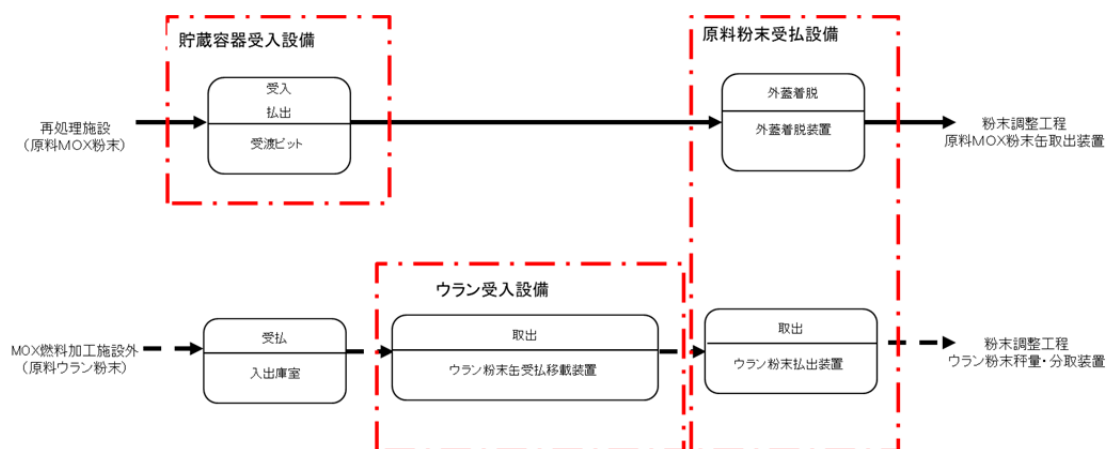 貯蔵容器受入設備
原料粉末受払設備
受入
払出
受渡ピット
外蓋着脱
外蓋着脱装置
再処理施設
(原料MOX粉末)
粉末調整工程
原料MOX粉末缶取出装置
ウラン受入設備
受払
入出庫室
取出
ウラン粉末缶受払移載装置
取出
ウラン粉末払出装置
MOX燃料加工施設外
(原料ウラン粉末)
粉末調整工程
ウラン粉末秤量・分取装置